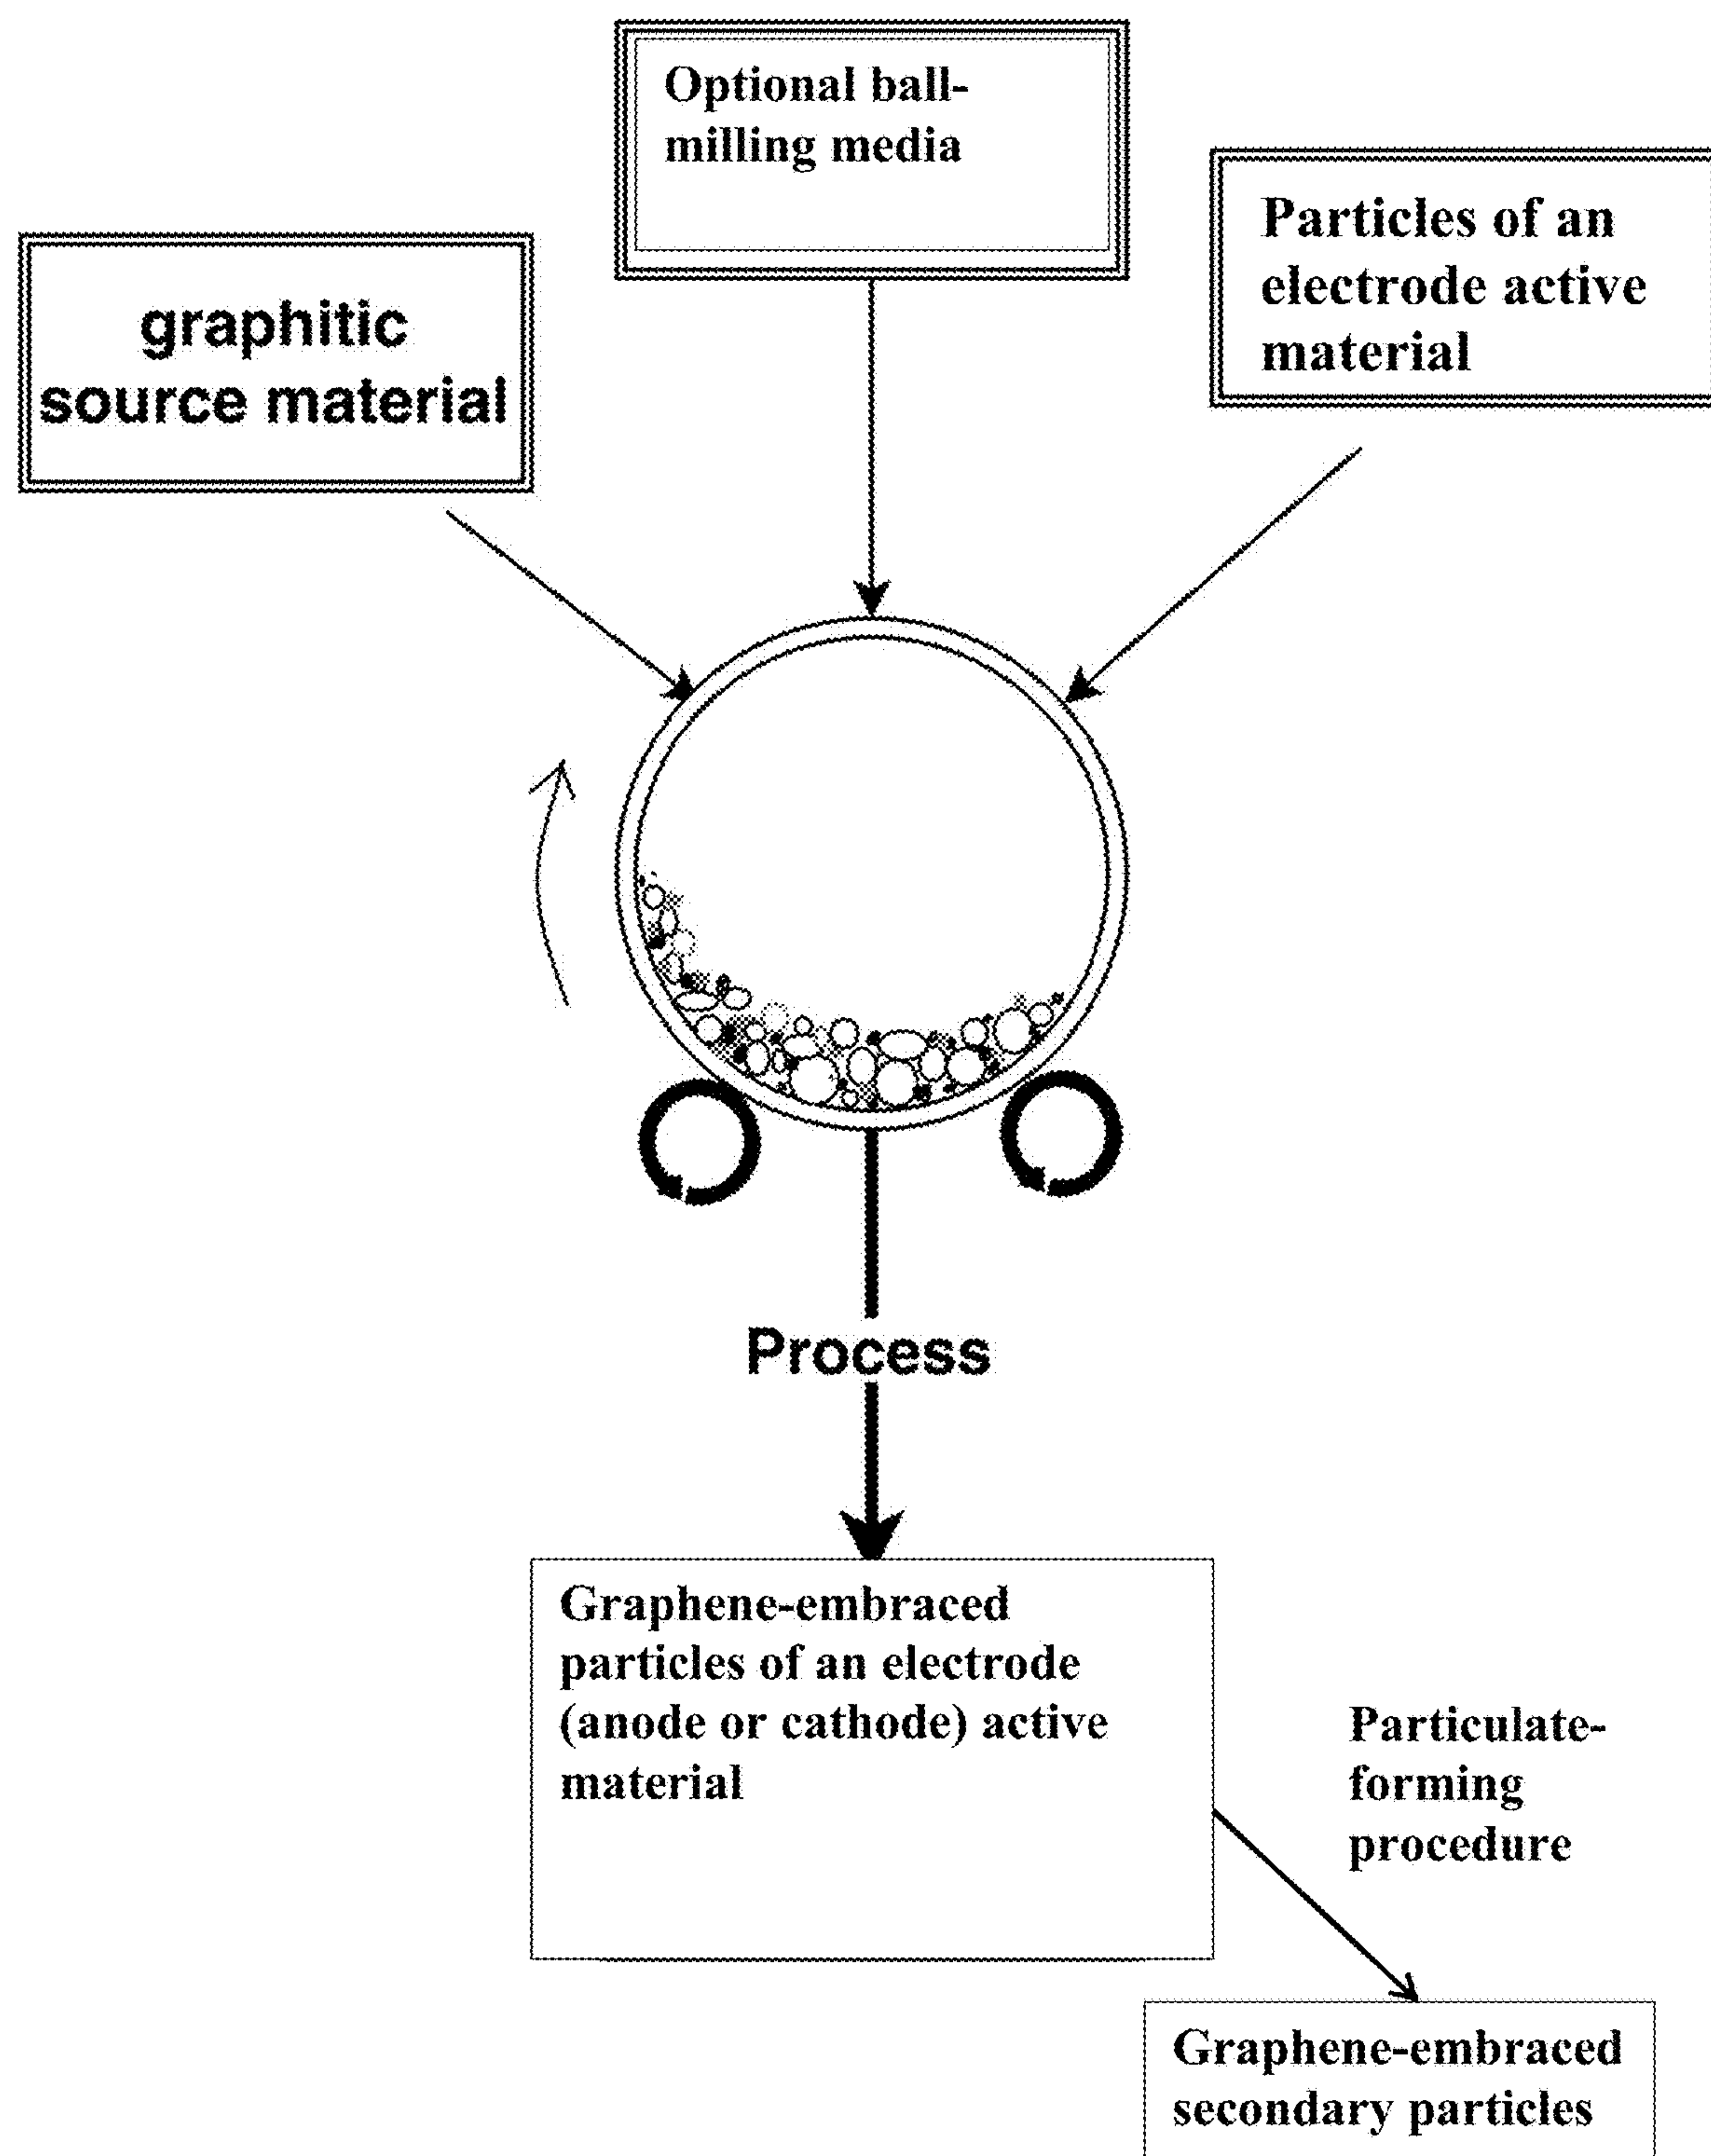 Optional ball-
milling media
Particles of an
electrode active
material
graphitic
source material
Process
Graphene-embraced
particles of an electrode
(anode or cathode) active
material
Particulate-
forming
procedure
Graphene-embraced
secondary particles